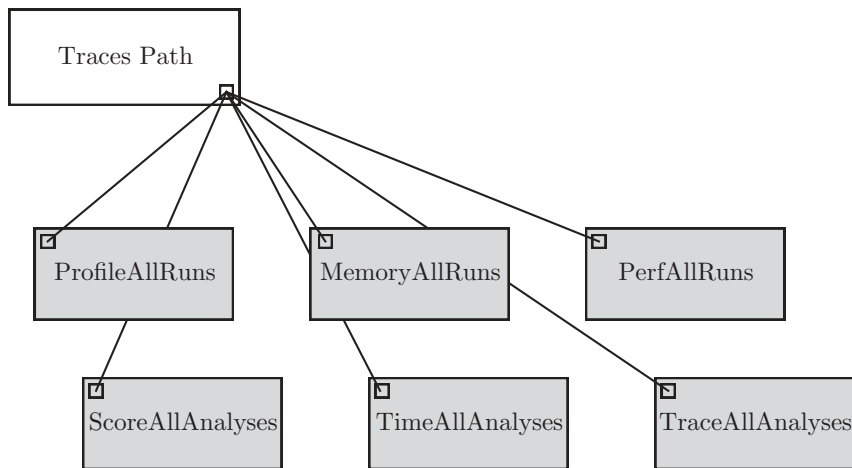 Traces Path
ProfileAllRuns
MemoryAllRuns
PerfAllRuns
ScoreAllAnalyses
TimeAllAnalyses
TraceAllAnalyses